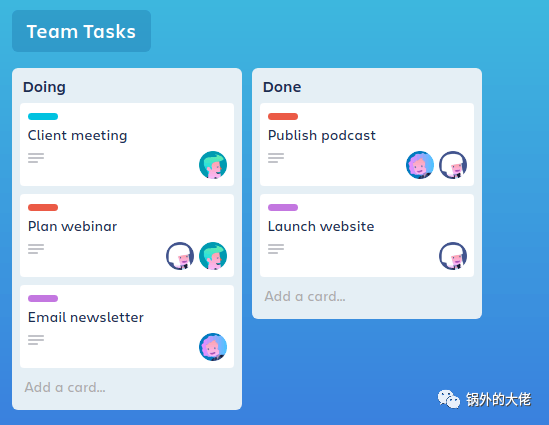 Team Tasks
Doing
Client meeting
Plan webinar
Email newsletter
Add a card...
Done
Publish podcast
Launch website
Add a card...
锅外的大佬